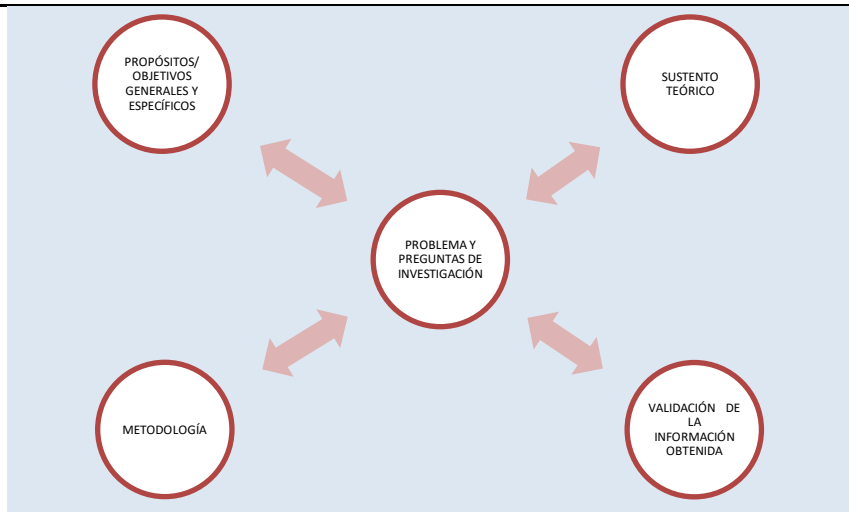 PROPÓSITOS/
OBJETIVOS
GENERALES Y
ESPECÍFICOS
SUSTENTO
TEÓRICO
PROBLEMA Y
PREGUNTAS DE
INVESTIGACIÓN
METODOLOGÍA
VALIDACIÓN DE
LA
INFORMACIÓN
OBTENIDA